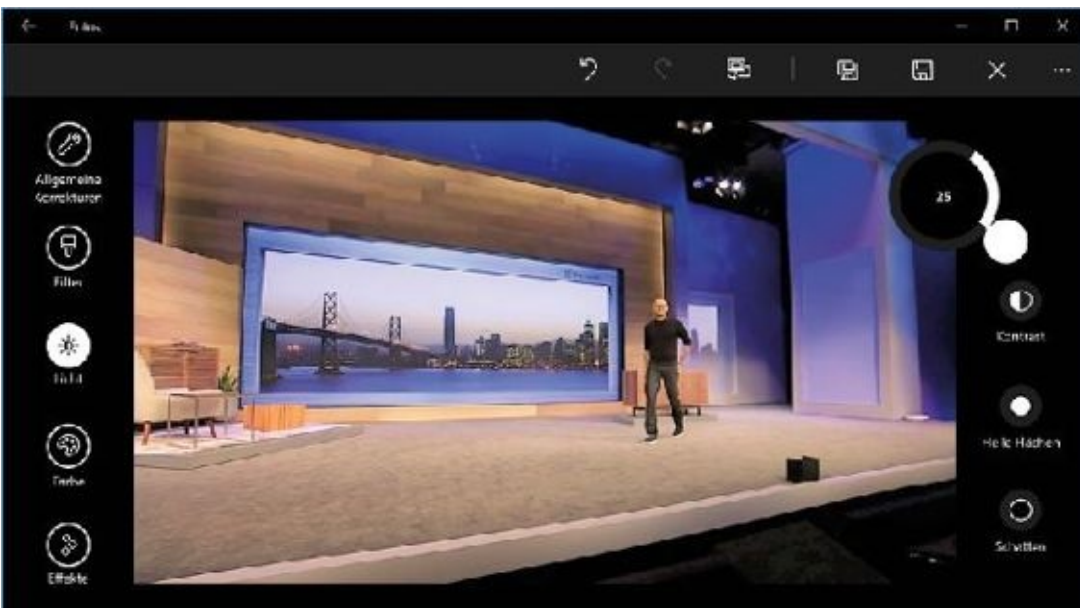 Fotos
Allgemeine
Korrekturen
Filter
Licht
Farbe
Effekte
25
Kontrast
Helle Flächen
Schatten